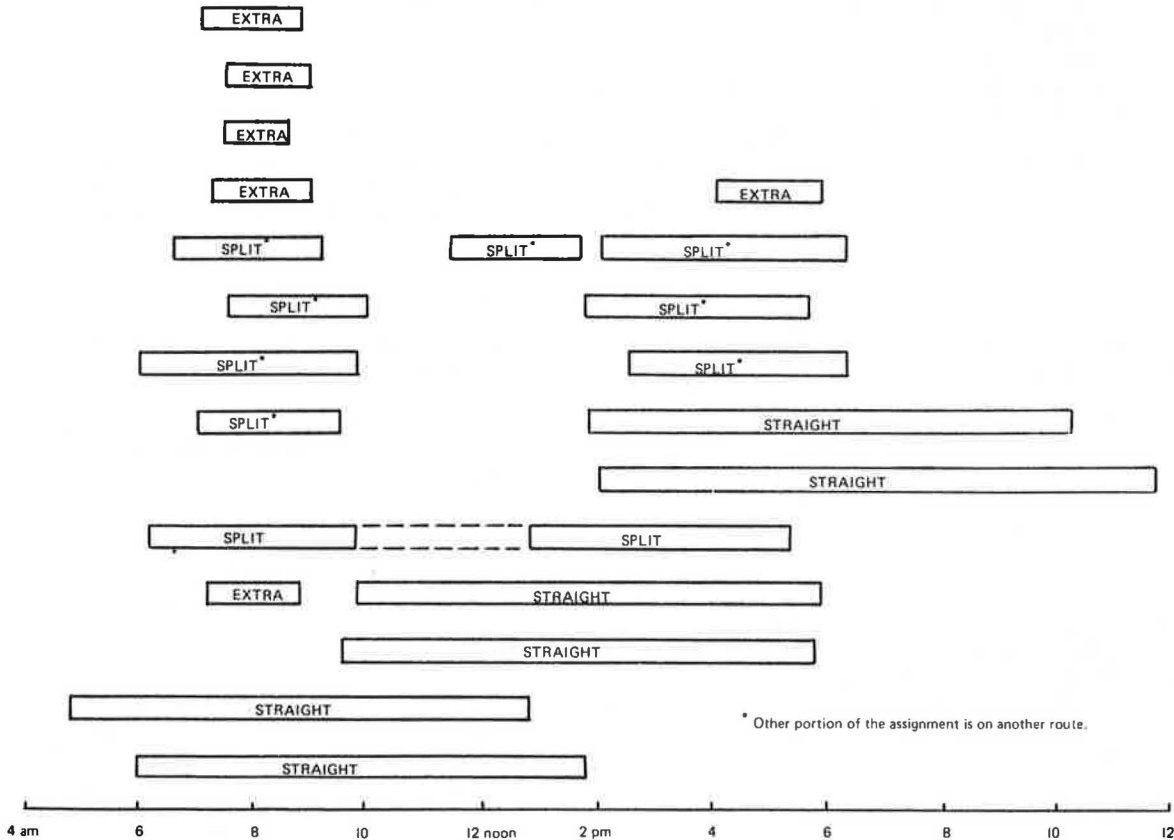 EXTRA
EXTRA
EXTRA
EXTRA EXTRA
SPLIT* SPLIT* SPLIT*
SPLIT* SPLIT*
SPLIT* SPLIT*
SPLIT* STRAIGHT
STRAIGHT
SPLIT SPLIT
EXTRA STRAIGHT
STRAIGHT
STRAIGHT
* Other portion of the assignment is on another route.
STRAIGHT
4 am 6 8 10 12 noon 2 pm 4 6 8 10 12